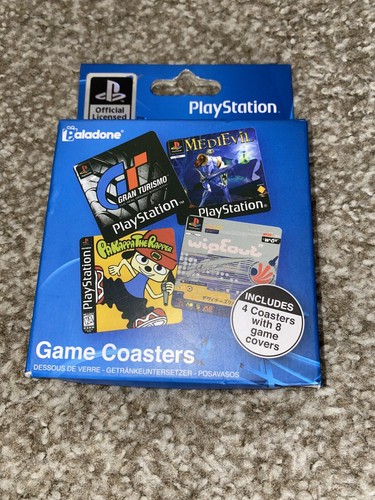 Official
Licensed
PlayStation
Paladone®
GRAN TURISMO
PlayStation
MEDIEVIL
PlayStation
PARAPPA THE RAPPER
PlayStation
wipEout
INCLUDES
4 Coasters
with 8
game
covers
Game Coasters
DESSOUS DE VERRE - GETRÄNKEUNTERSETZER - POSAVASOS